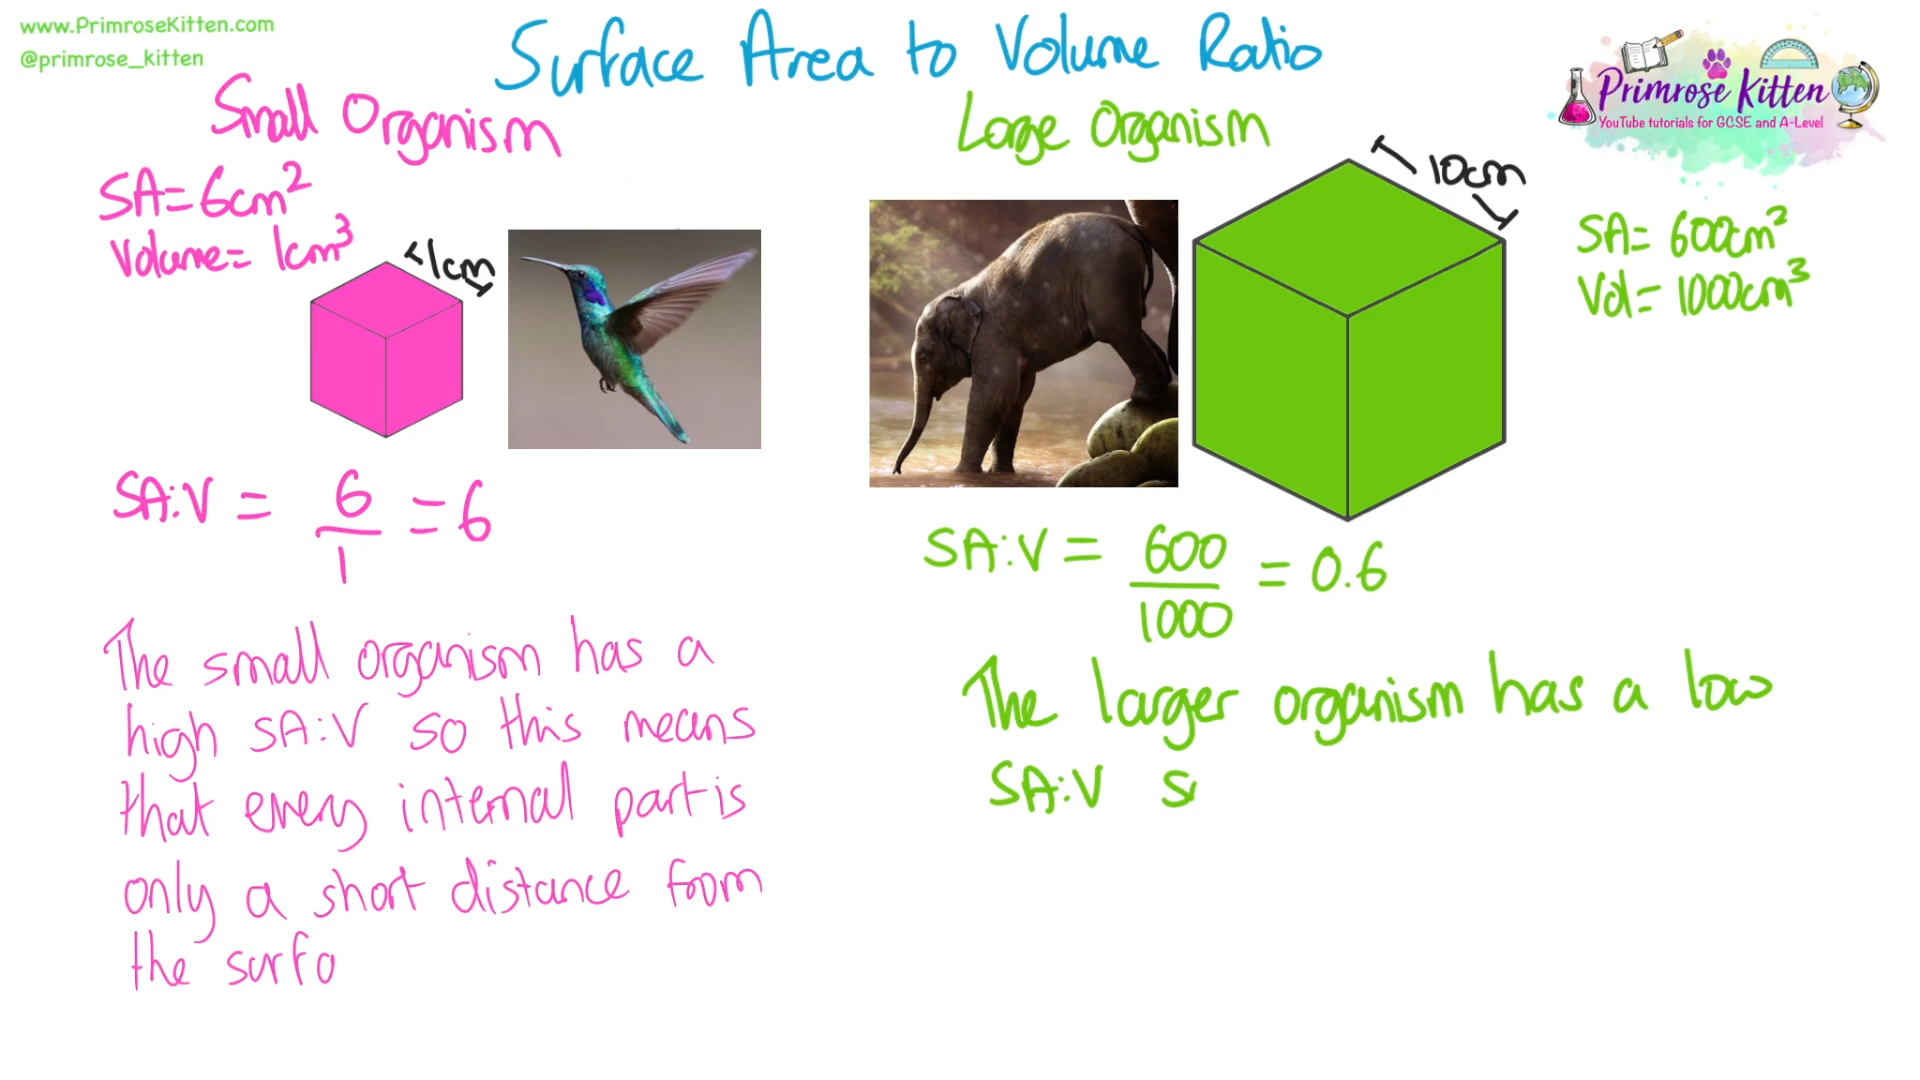 www.PrimroseKitten.com
@primrose_kitten
Surface Area to Volume Ratio
Primrose Kitten
YouTube tutorials for GCSE and A-Level
Small Organism
SA=6cm²
Volume= 1cm³
1cm
SA:V = 6/1 = 6
The small organism has a
high SA:V so this means
that every internal part is
only a short distance from
the surfa
Large Organism
10cm
SA= 600cm²
Vol= 1000cm³
SA:V = 600/1000 = 0.6
The larger organism has a low
SA:V s